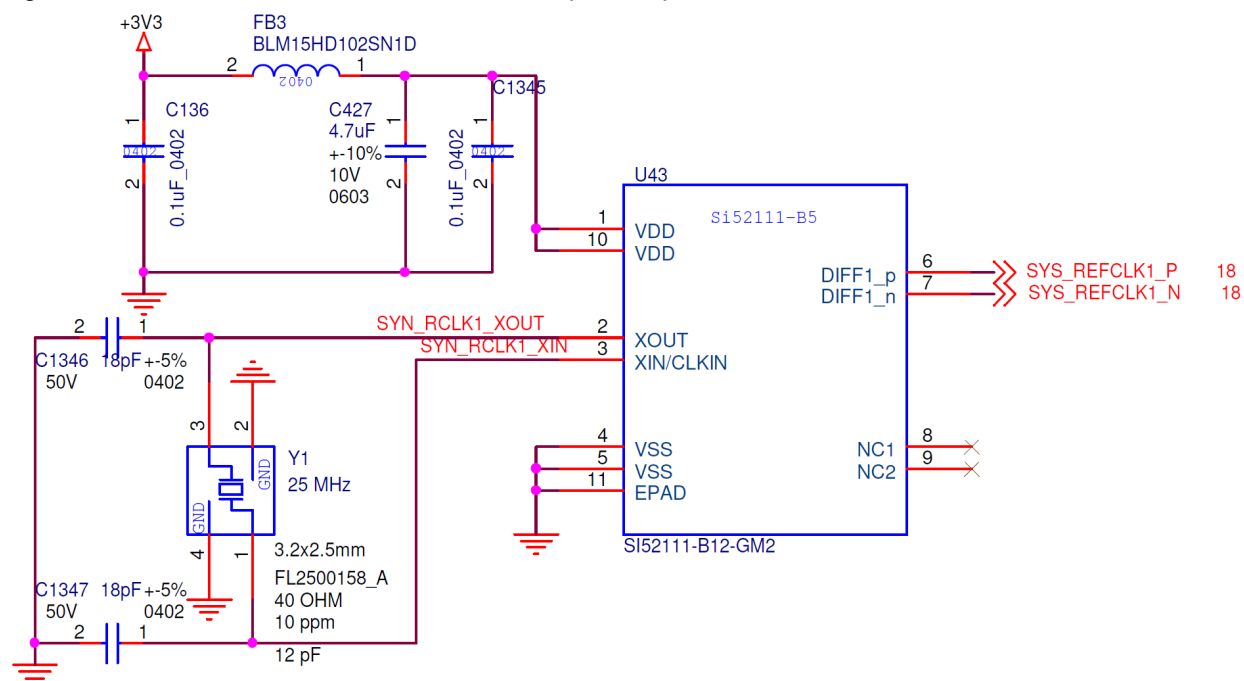 +3V3
FB3
BLM15HD102SN1D
2
1
0402
C136
1
0402
2
0.1uF_0402
C427
4.7uF
+-10%
10V
0603
1
2
C1345
1
0402
2
0.1uF_0402
U43
Si52111-B5
1
VDD
10
VDD
6
DIFF1_p
SYS_REFCLK1_P 18
7
DIFF1_n
SYS_REFCLK1_N 18
SYN_RCLK1_XOUT
2
XOUT
SYN_RCLK1_XIN
3
XIN/CLKIN
4
VSS
5
VSS
11
EPAD
8
NC1
9
NC2
SI52111-B12-GM2
2
1
C1346 18pF +-5%
50V 0402
3
2
GND
GND
4
1
Y1
25 MHz
3.2x2.5mm
FL2500158_A
40 OHM
10 ppm
12 pF
C1347 18pF +-5%
50V 0402
2
1